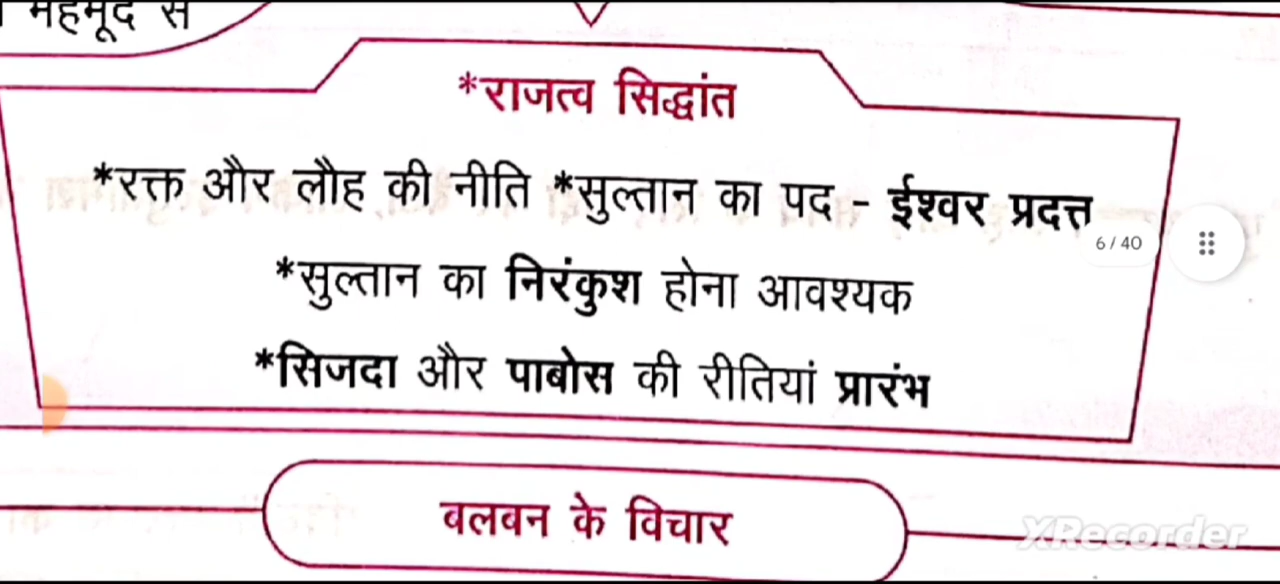 महमूद से
*राजत्व सिद्धांत
*रक्त और लौह की नीति *सुल्तान का पद - ईश्वर प्रदत्त
6 / 40
*सुल्तान का निरंकुश होना आवश्यक
*सिजदा और पाबोस की रीतियां प्रारंभ
बलबन के विचार
XRecorder